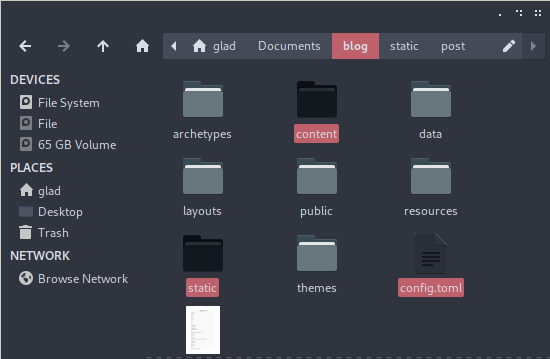 glad Documents blog static post
DEVICES
File System
File
65 GB Volume
PLACES
glad
Desktop
Trash
NETWORK
Browse Network
archetypes content data
layouts public resources
static themes config.toml